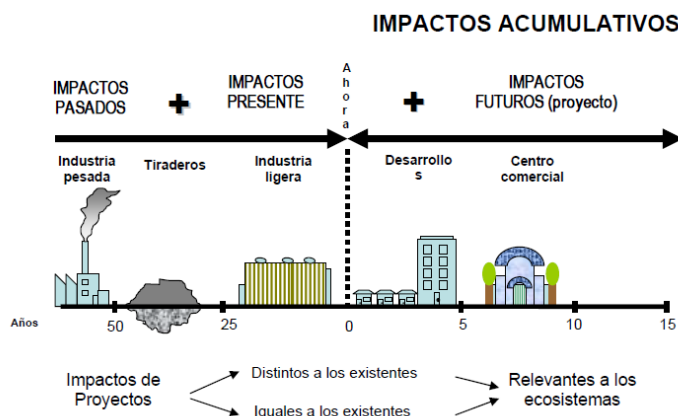 IMPACTOS ACUMULATIVOS
IMPACTOS
PASADOS
+
IMPACTOS
PRESENTE
A
h
o
r
a
+
IMPACTOS
FUTUROS (proyecto)
Industria
pesada
Tiraderos
Industria
ligera
Desarrollo
s
Centro
comercial
Años
50
25
0
5
10
15
Impactos de
Proyectos
Distintos a los existentes
Iguales a los existentes
Relevantes a los
ecosistemas